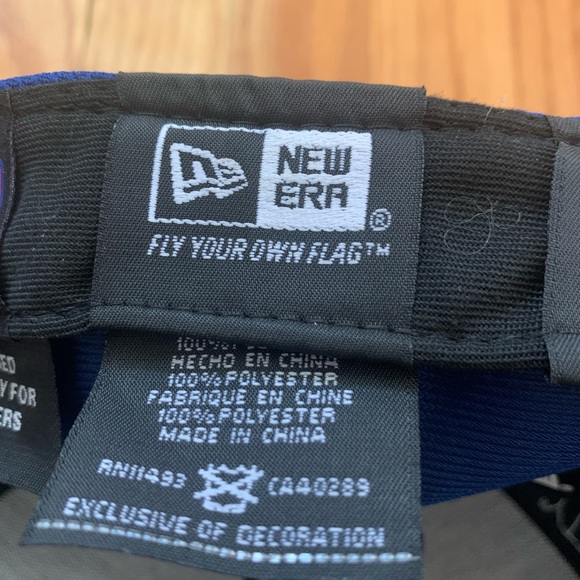 NEW
ERA®
FLY YOUR OWN FLAG™
HECHO EN CHINA
100% POLYESTER
FABRIQUE EN CHINE
100% POLYESTER
MADE IN CHINA
RN11493
CA40289
EXCLUSIVE OF DECORATION
FOR